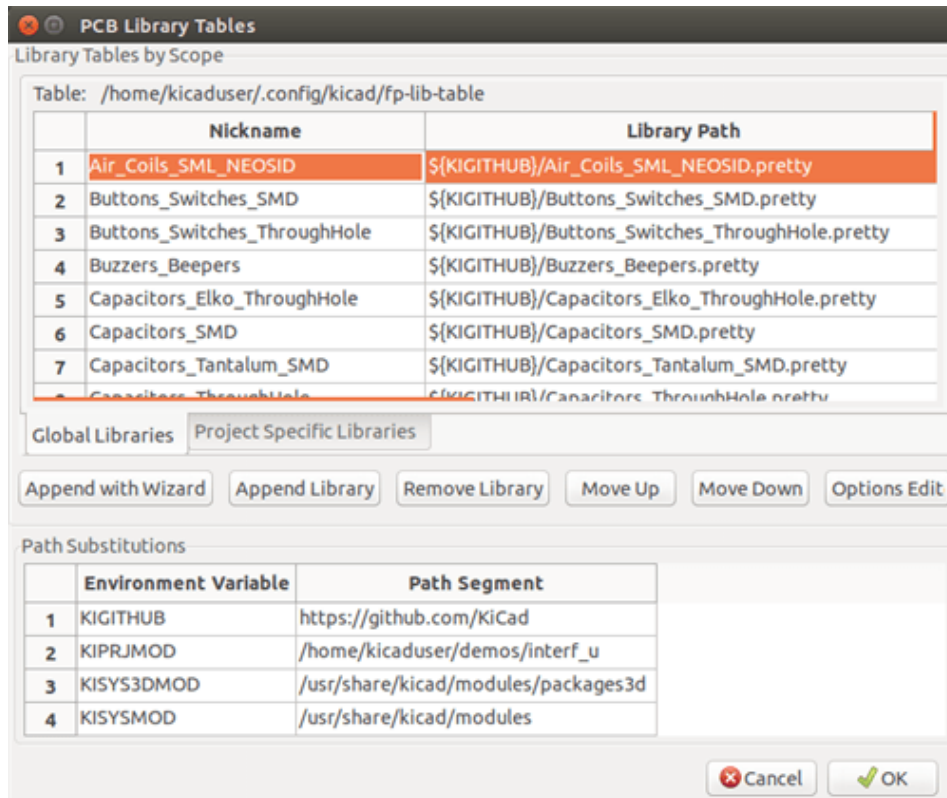 PCB Library Tables
Library Tables by Scope
Table: /home/kicaduser/.config/kicad/fp-lib-table
Nickname Library Path
1 Air_Coils_SML_NEOSID ${KIGITHUB}/Air_Coils_SML_NEOSID.pretty
2 Buttons_Switches_SMD ${KIGITHUB}/Buttons_Switches_SMD.pretty
3 Buttons_Switches_ThroughHole ${KIGITHUB}/Buttons_Switches_ThroughHole.pretty
4 Buzzers_Beepers ${KIGITHUB}/Buzzers_Beepers.pretty
5 Capacitors_Elko_ThroughHole ${KIGITHUB}/Capacitors_Elko_ThroughHole.pretty
6 Capacitors_SMD ${KIGITHUB}/Capacitors_SMD.pretty
7 Capacitors_Tantalum_SMD ${KIGITHUB}/Capacitors_Tantalum_SMD.pretty
Capacitors_ThroughHole ${KIGITHUB}/Capacitors_ThroughHole.pretty
Global Libraries Project Specific Libraries
Append with Wizard Append Library Remove Library Move Up Move Down Options Edit
Path Substitutions
Environment Variable Path Segment
1 KIGITHUB https://github.com/KiCad
2 KIPRJMOD /home/kicaduser/demos/interf_u
3 KISYS3DMOD /usr/share/kicad/modules/packages3d
4 KISYSMOD /usr/share/kicad/modules
Cancel OK